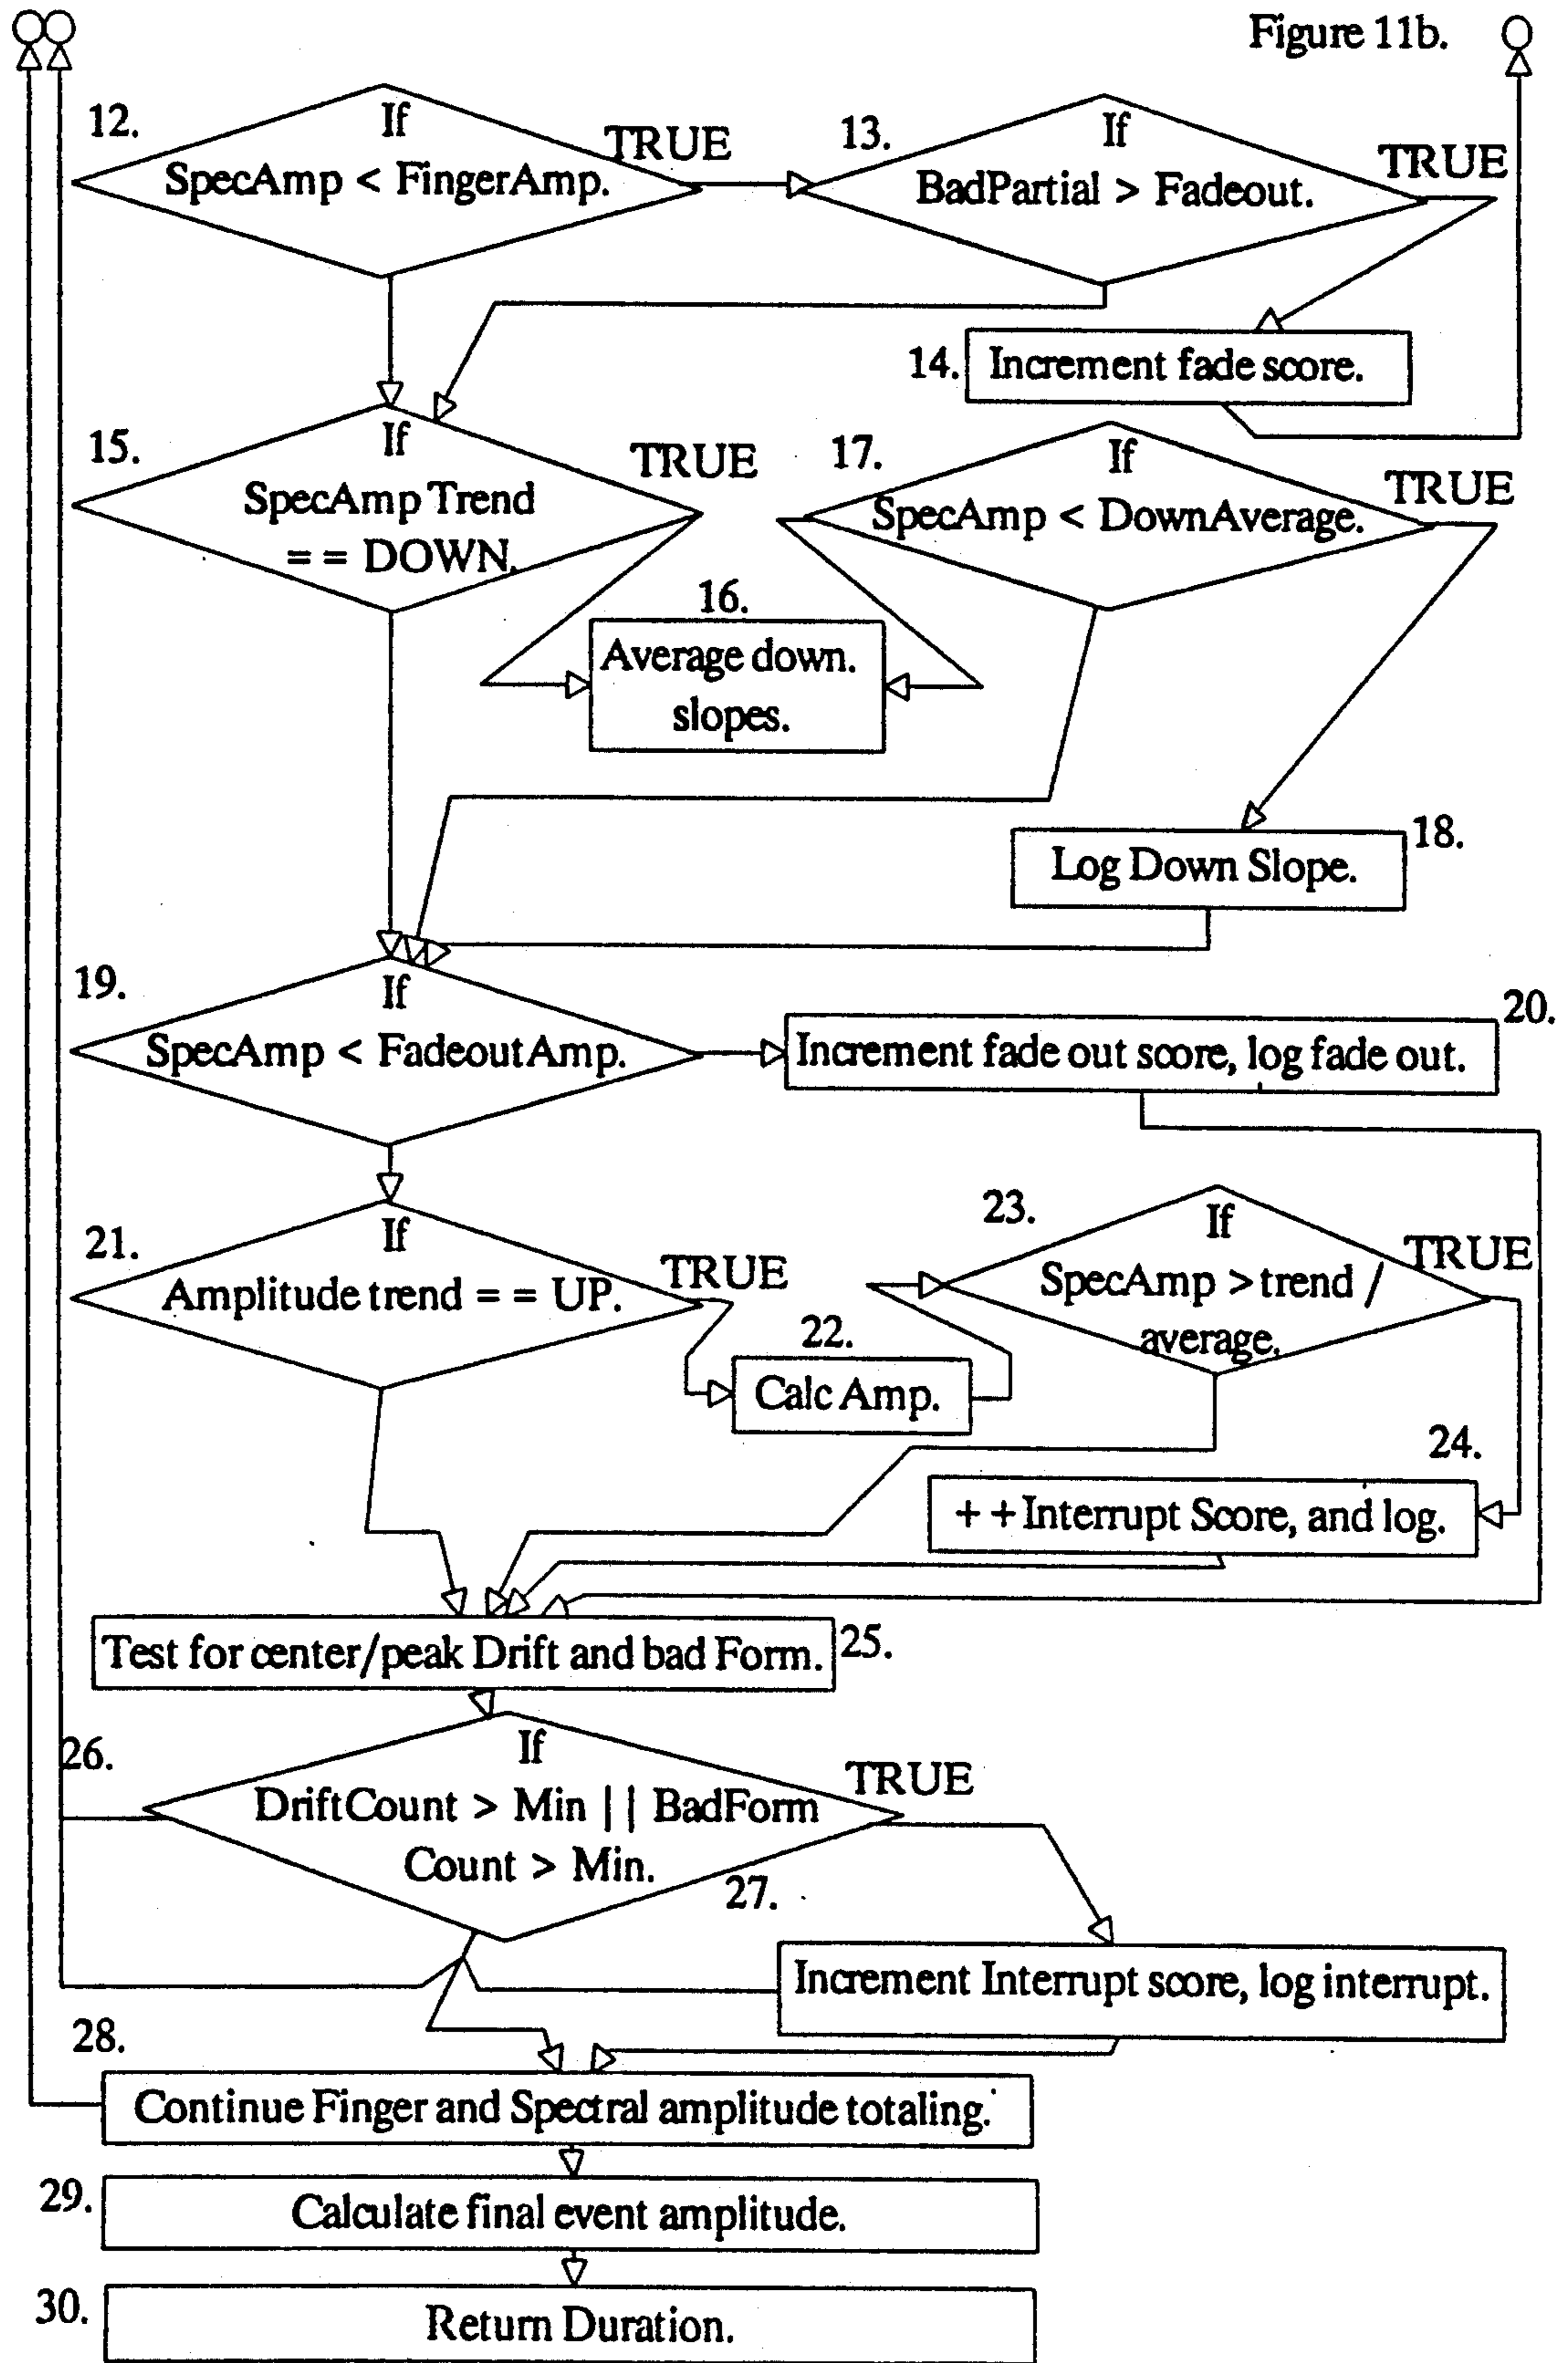 Figure 11b.
12.
If
SpecAmp < FingerAmp.
TRUE
13.
If
BadPartial > Fadeout.
TRUE
14.
Increment fade score.
15.
If
SpecAmp Trend
= = DOWN.
TRUE
16.
Average down.
slopes.
17.
If
SpecAmp < DownAverage.
TRUE
18.
Log Down Slope.
19.
If
SpecAmp < FadeoutAmp.
20.
Increment fade out score, log fade out.
21.
If
Amplitude trend = = UP.
TRUE
22.
Calc Amp.
23.
If
SpecAmp > trend /
average.
TRUE
24.
+ + Interrupt Score, and log.
Test for center/peak Drift and bad Form.
25.
26.
If
DriftCount > Min | | BadForm
Count > Min.
TRUE
27.
Increment Interrupt score, log interrupt.
28.
Continue Finger and Spectral amplitude totaling.
29.
Calculate final event amplitude.
30.
Return Duration.